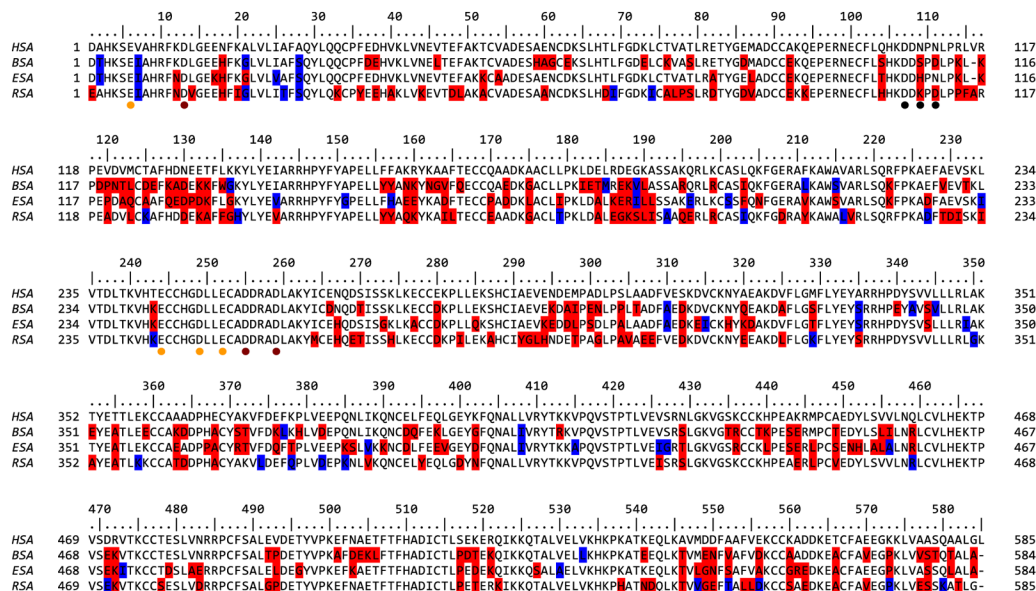 10 20 30 40 50 60 70 80 90 100 110
HSA 1 DAHKSEVAHRFKDLGEENFKALVLIAFAQYLQQCPFEDHVKLVNEVTEFAKTCVADESAENCDKSLHTLFGDKLCTVATLRETYGEMADCCAKQEPERNECFLQHKDDNPNLPRLVR 117
BSA 1 DTHKSEIAHRFKDLGEEHFKGLVLIAFSQYLQQCPFDEHVKLVNELTEFAKTCVADESHAGCEKSLHTLFGDELCKVASLRETYGDMADCCEKQEPERNECFLSHKDDSPDLPKL-K 116
ESA 1 DTHKSEIAHRFNDLGEKHFKGLVLVAFSQYLQQCPFEDHVKLVNEVTEFAKKCAADESAENCDKSLHTLFGDKLCTVATLRATYGELADCCEKQEPERNECFLTHKDDHPNLPKL-K 116
RSA 1 EAHKSEIAHRFNDVGEEHFIGLVLITFSQYLQKCPYEEHAKLVKEVTDLAKACVADESAANCDKSLHDIFGDKICALPSLRDTYGDVADCCEKKEPERNECFLHHKDDKPDLPPFAR 117
120 130 140 150 160 170 180 190 200 210 220 230
HSA 118 PEVDVMCTAFHDNEETFLKKYLYEIARRHPYFYAPELLFFAKRYKAAFTECCQAADKAACLLPKLDELRDEGKASSAKQRLKCASLQKFGERAFKAWAVARLSQRFPKAEFAEVSKL 234
BSA 117 PDPNTLCDEFKADEKKFWGKYLYEIARRHPYFYAPELLYYANKYNGVFQECCQAEDKGACLLPKIETMREKVLASSARQRLRCASIQKFGERALKAWSVARLSQKFPKAEFVEVTKL 233
ESA 117 PEPDAQCAAFQEDPDKFLGKYLYEVARRHPYFYGPELLFHAEEYKADFTECCPADDKLACLIPKLDALKERILLSSAKERLKCSSFQNFGERAVKAWSVARLSQKFPKADFAEVSKI 233
RSA 118 PEADVLCKAFHDDEKAFFGHYLYEVARRHPYFYAPELLYYAQKYKAILTECCEAADKGACLTPKLDALEGKSLISAAQERLRCASIQKFGDRAYKAWALVRLSQRFPKADFTDISKI 234
240 250 260 270 280 290 300 310 320 330 340 350
HSA 235 VTDLTKVHTECCHGDLLECADDRADLAKYICENQDSISSKLKECCEKPLLEKSHCIAEVENDEMPADLPSLAADFVESKDVCKNYAEAKDVFLGMFLYEYARRHPDYSVVLLLRLAK 351
BSA 234 VTDLTKVHKECCHGDLLECADDRADLAKYICDNQDTISSKLKECCDKPLLEKSHCIAEVEKDAIPENLPPLTADFAEDKDVCKNYQEAKDAFLGSFLYEYSRRHPEYAVSVLLRLAK 350
ESA 234 VTDLTKVHKECCHGDLLECADDRADLAKYICEHQDSISGKLKACCDKPLLQKSHCIAEVKEDDLPSDLPALAADFAEDKEICKHYKDAKDVFLGTFLYEYSRRHPDYSVSLLLRIAK 350
RSA 235 VTDLTKVHKECCHGDLLECADDRADLAKYMCEHQETISSKLKECCDKPILEKAHCIYGLHNDETPAGLPAVAEEFVEDKDVCKNYEEAKDLFLGKFLYEYSRRHPDYSVVLLLRLGK 351
360 370 380 390 400 410 420 430 440 450 460
HSA 352 TYETTLEKCCAAADPHECYAKVFDEFKPLVEEPQNLIKQNCELFEQLGEYKFQNALLVRYTKKVPQVSTPTLVEVSRNLGKVGSKCCKHPEAKRMPCAEDYLSVVLNQLCVLHEKTP 468
BSA 351 EYEATLEECCAKDDPHACYSTVFDKLKHLVDEPQNLIKQNCDQFEKLGEYGFQNALIVRYTRKVPQVSTPTLVEVSRSLGKVGTRCCTKPESERMPCTEDYLSLILNRLCVLHEKTP 467
ESA 351 TYEATLEKCCAEADPPACYRTVFDQFTPLVEEPKSLVKKNCDLFEEVGEYDFQNALIVRYTKKAPQVSTPTLVEIGRTLGKVGSRCCKLPESERLPCSENHLALALNRLCVLHEKTP 467
RSA 352 AYEATLKKCCATDDPHACYAKVLDEFQPLVDEPKNLVKQNCELYEQLGDYNFQNALLVRYTKKVPQVSTPTLVEISRSLGKVGSKCCKHPEAERLPCVEDYLSVVLNRLCVLHEKTP 468
470 480 490 500 510 520 530 540 550 560 570 580
HSA 469 VSDRVTKCCTESLVNRRPCFSALEVDETYVPKEFNAETFTFHADICTLSEKERQIKKQTALVELVKHKPKATKEQLKAVMDDFAAFVEKCCKADDKETCFAEEGKKLVAASQAALGL 585
BSA 468 VSEKVTKCCTESLVNRRPCFSALTPDETYVPKAFDEKLFTFHADICTLPDTEKQIKKQTALVELLKHKPKATEEQLKTVMENFVAFVDKCCAADDKEACFAVEGPKLVVSTQTALA- 584
ESA 468 VSEKITKCCTDSLAERRPCFSALELDEGYVPKEFKAETFTFHADICTLPEDEKQIKKQSALAELVKHKPKATKEQLKTVLGNFSAFVAKCCGREDKEACFAEEGPKLVASSQLALA- 584
RSA 469 VSEKVTKCCSESLVDRRPCFSALGPDETYVPKEFNAETFTFHADICTLPETERKIKKQTALVELVKHKPHATNDQLKTVVGEFTALLDKCCSAEDKEACFAVEGPKLVESSKATLG- 585